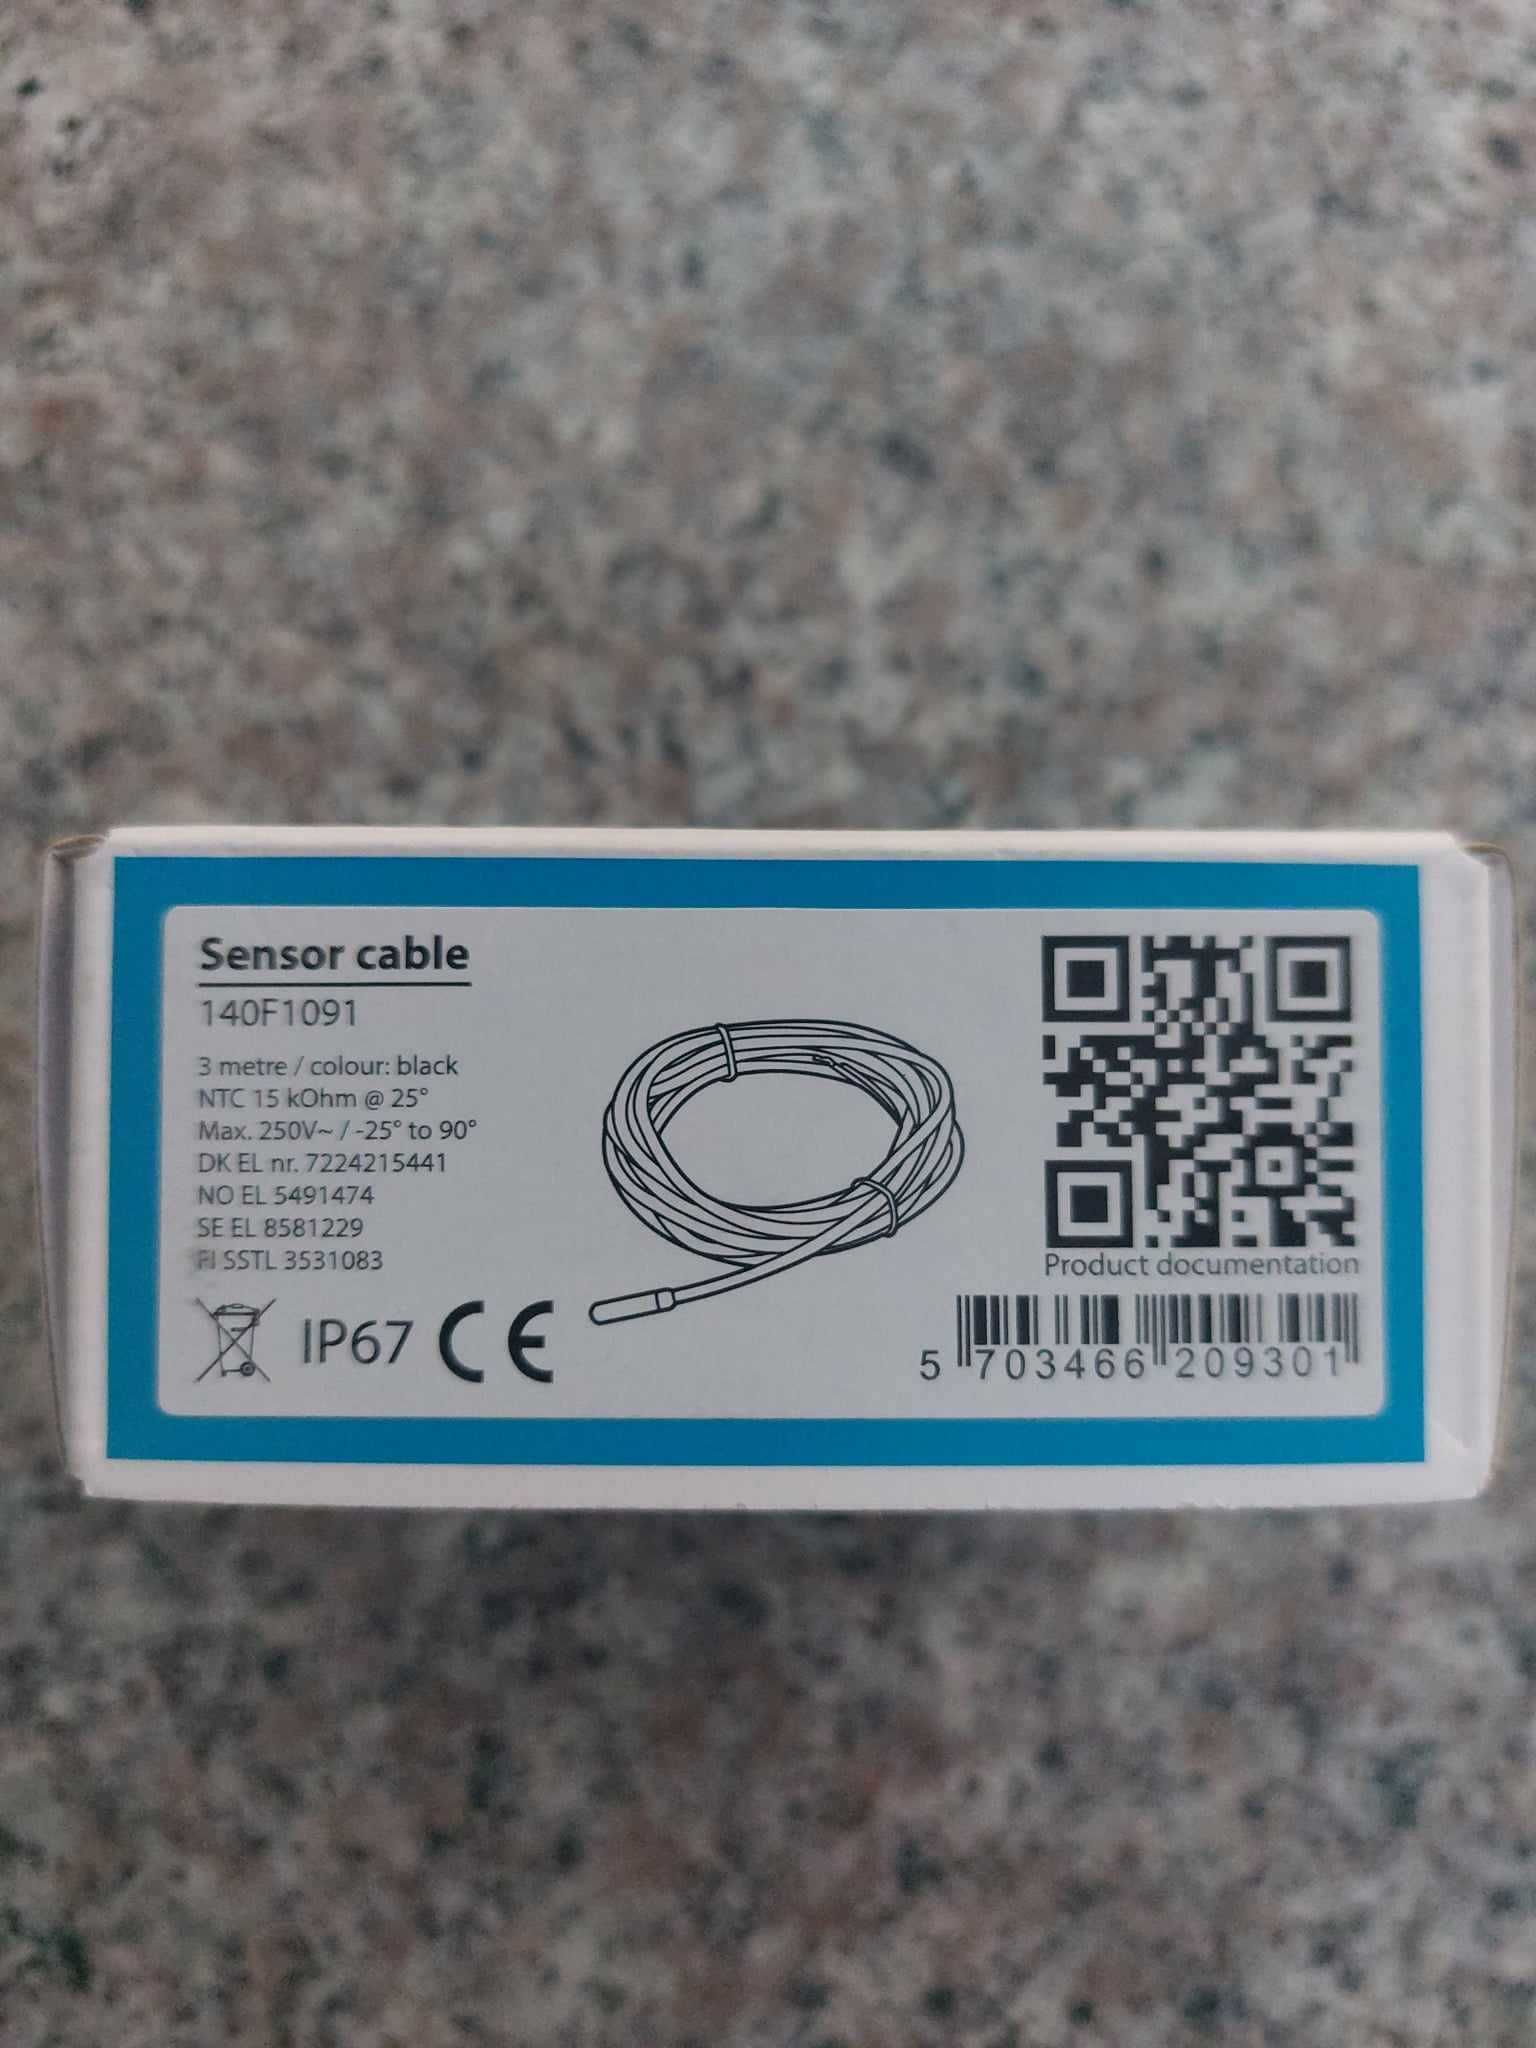 Sensor cable
140F1091
3 metre / colour: black
NTC 15 kOhm @ 25°
Max. 250V~ / -25° to 90°
DK EL nr. 7224215441
NO EL 5491474
SE EL 8581229
FI SSTL 3531083
IP67 CE
Product documentation
5 703466 209301